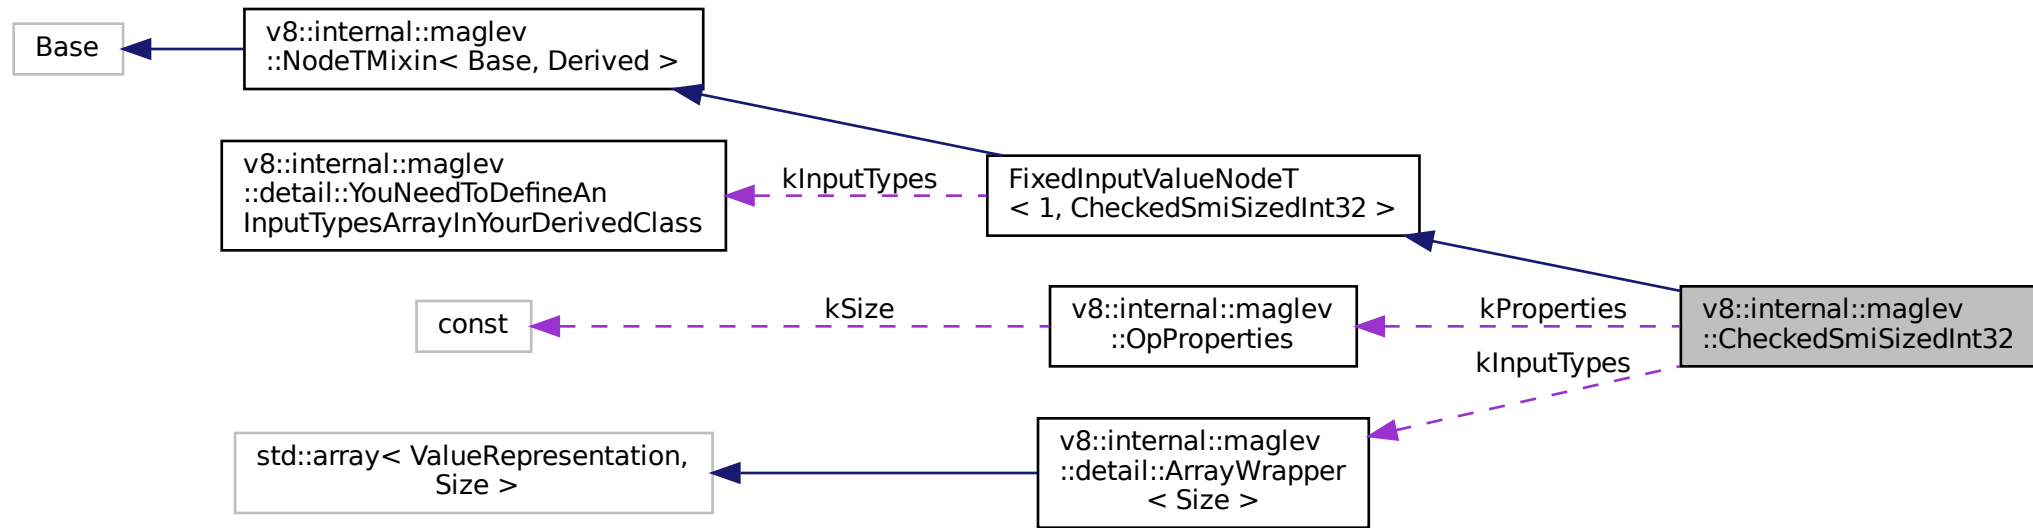 Base
v8::internal::maglev
::NodeTMixin< Base, Derived >
v8::internal::maglev
::detail::YouNeedToDefineAn
InputTypesArrayInYourDerivedClass
kInputTypes
FixedInputValueNodeT
< 1, CheckedSmiSizedInt32 >
const
kSize
v8::internal::maglev
::OpProperties
kProperties
v8::internal::maglev
::CheckedSmiSizedInt32
kInputTypes
std::array< ValueRepresentation,
Size >
v8::internal::maglev
::detail::ArrayWrapper
< Size >